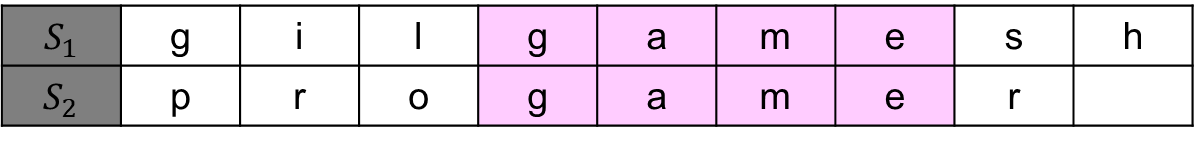 S₁ g i l g a m e s h
S₂ p r o g a m e r